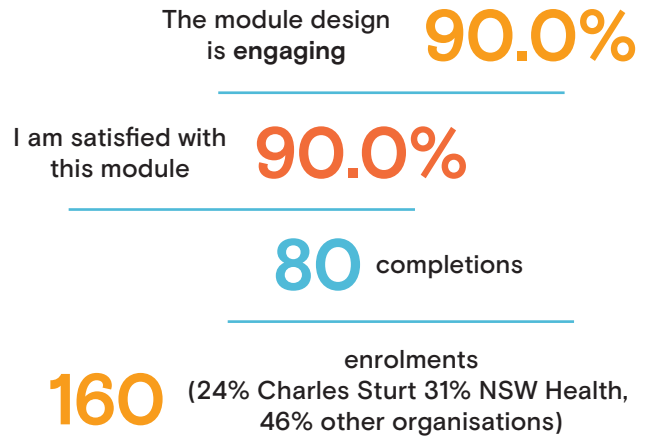 The module design
is engaging
90.0%
I am satisfied with
this module
90.0%
80 completions
160
enrolments
(24% Charles Sturt 31% NSW Health,
46% other organisations)